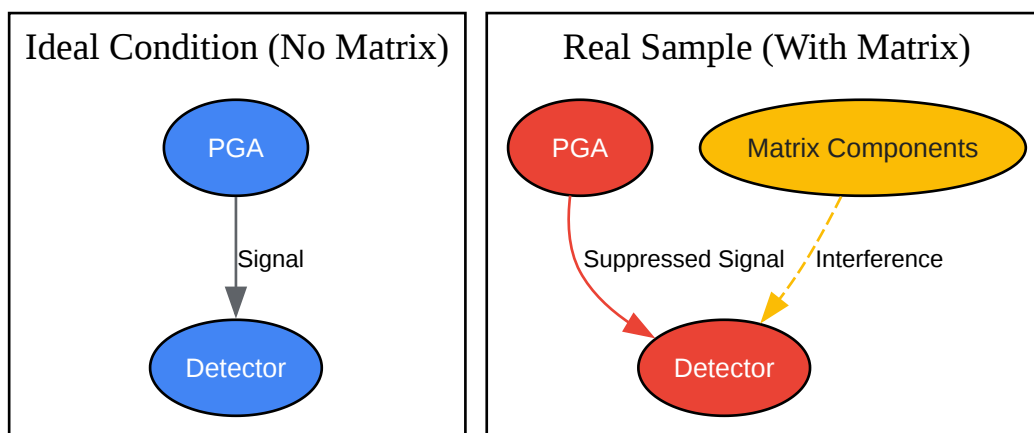 Ideal Condition (No Matrix)
PGA
Signal
Detector
Real Sample (With Matrix)
PGA
Matrix Components
Suppressed Signal
Interference
Detector